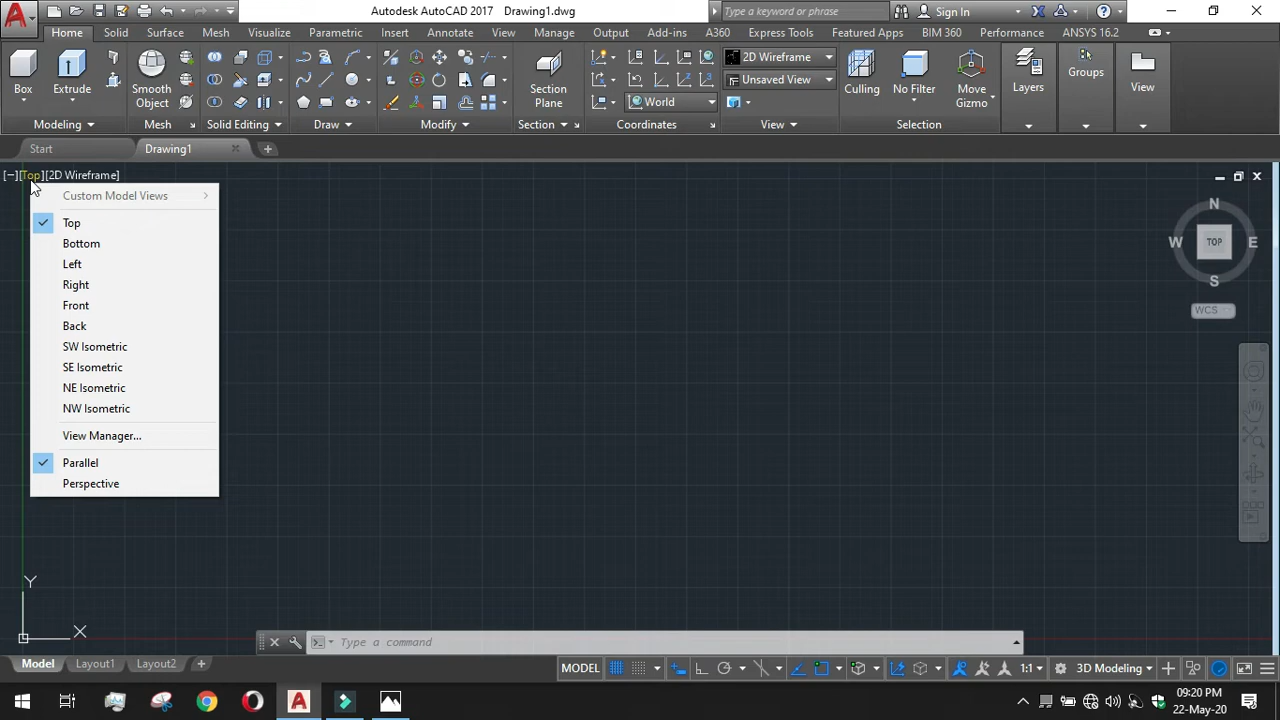 Autodesk AutoCAD 2017 Drawing1.dwg
Type a keyword or phrase
Sign In
Home Solid Surface Mesh Visualize Parametric Insert Annotate View Manage Output Add-ins A360 Express Tools Featured Apps BIM 360 Performance ANSYS 16.2
Box
Extrude
Smooth
Object
Section
Plane
2D Wireframe
Unsaved View
World
Culling
No Filter
Move
Gizmo
Layers
Groups
View
Modeling
Mesh
Solid Editing
Draw
Modify
Section
Coordinates
View
Selection
Start
Drawing1
[−][Top][2D Wireframe]
Custom Model Views
Top
Bottom
Left
Right
Front
Back
SW Isometric
SE Isometric
NE Isometric
NW Isometric
View Manager...
Parallel
Perspective
N
W
TOP
E
S
WCS
Y
X
Type a command
Model Layout1 Layout2
MODEL
1:1
3D Modeling
09:20 PM
22-May-20